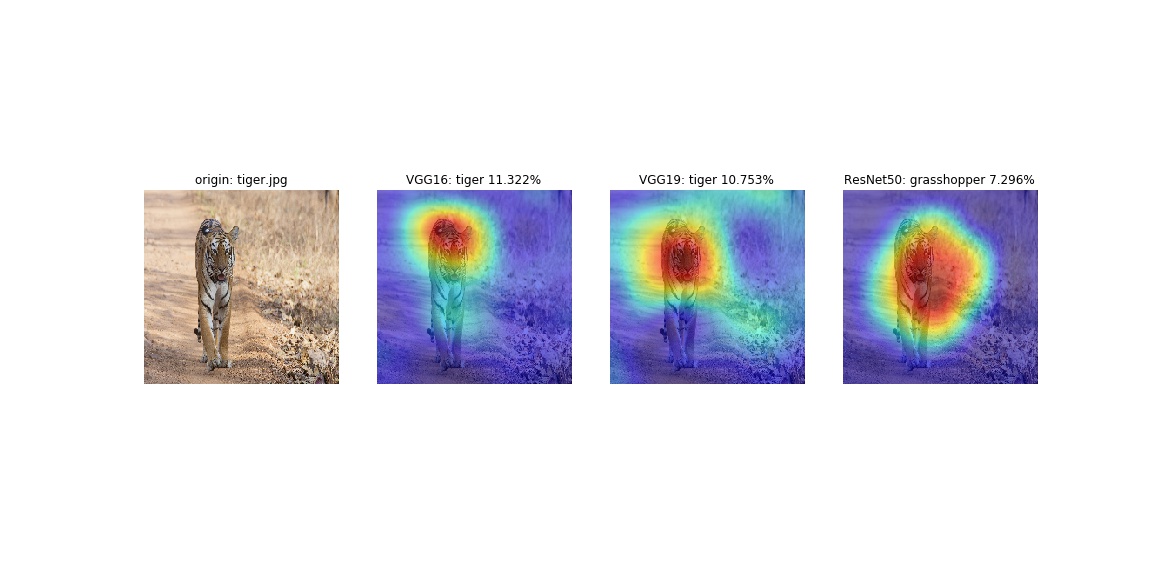 origin: tiger.jpg
VGG16: tiger 11.322%
VGG19: tiger 10.753%
ResNet50: grasshopper 7.296%